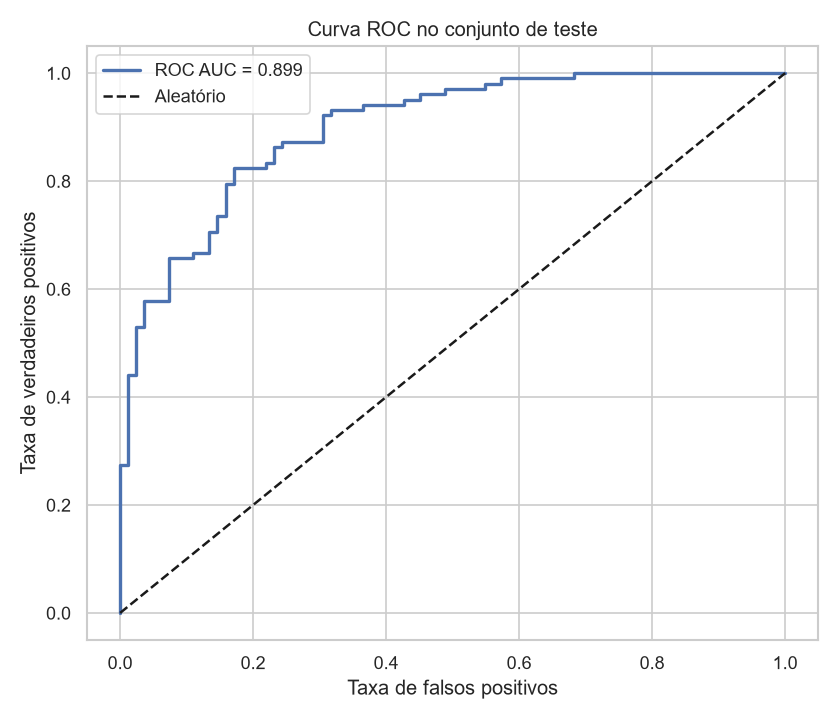 Curva ROC no conjunto de teste
ROC AUC = 0.899
Aleatório
Taxa de verdadeiros positivos
1.0
0.8
0.6
0.4
0.2
0.0
0.0 0.2 0.4 0.6 0.8 1.0
Taxa de falsos positivos